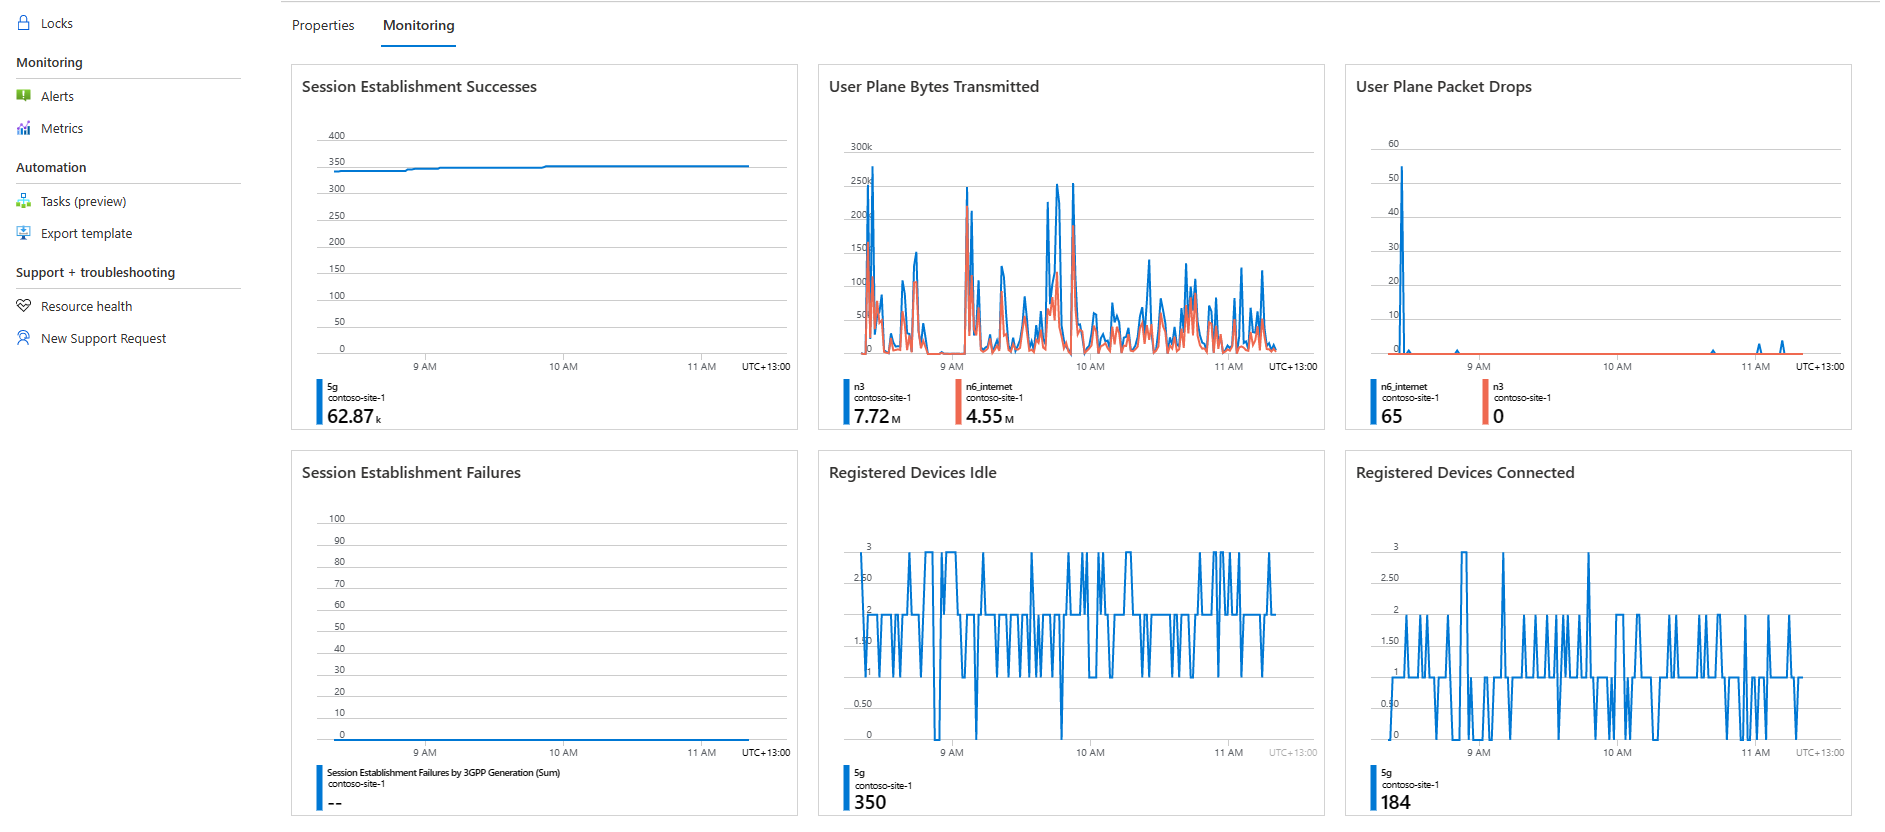 Locks
Monitoring
Alerts
Metrics
Automation
Tasks (preview)
Export template
Support + troubleshooting
Resource health
New Support Request
Properties
Monitoring
Session Establishment Successes
400
350
300
250
200
150
100
50
0
9 AM
10 AM
11 AM
UTC+13:00
5g
contoso-site-1
62.87 k
User Plane Bytes Transmitted
300k
250k
200k
150k
100k
50k
0
9 AM
10 AM
11 AM
UTC+13:00
n3
contoso-site-1
7.72 M
n6_internet
contoso-site-1
4.55 M
User Plane Packet Drops
60
50
40
30
20
10
0
9 AM
10 AM
11 AM
UTC+13:00
n6_internet
contoso-site-1
65
n3
contoso-site-1
0
Session Establishment Failures
100
90
80
70
60
50
40
30
20
10
0
9 AM
10 AM
11 AM
UTC+13:00
Session Establishment Failures by 3GPP Generation (Sum)
contoso-site-1
--
Registered Devices Idle
3
2.50
2
1.50
1
0.50
0
9 AM
10 AM
11 AM
UTC+13:00
5g
contoso-site-1
350
Registered Devices Connected
3
2.50
2
1.50
1
0.50
0
9 AM
10 AM
11 AM
UTC+13:00
5g
contoso-site-1
184